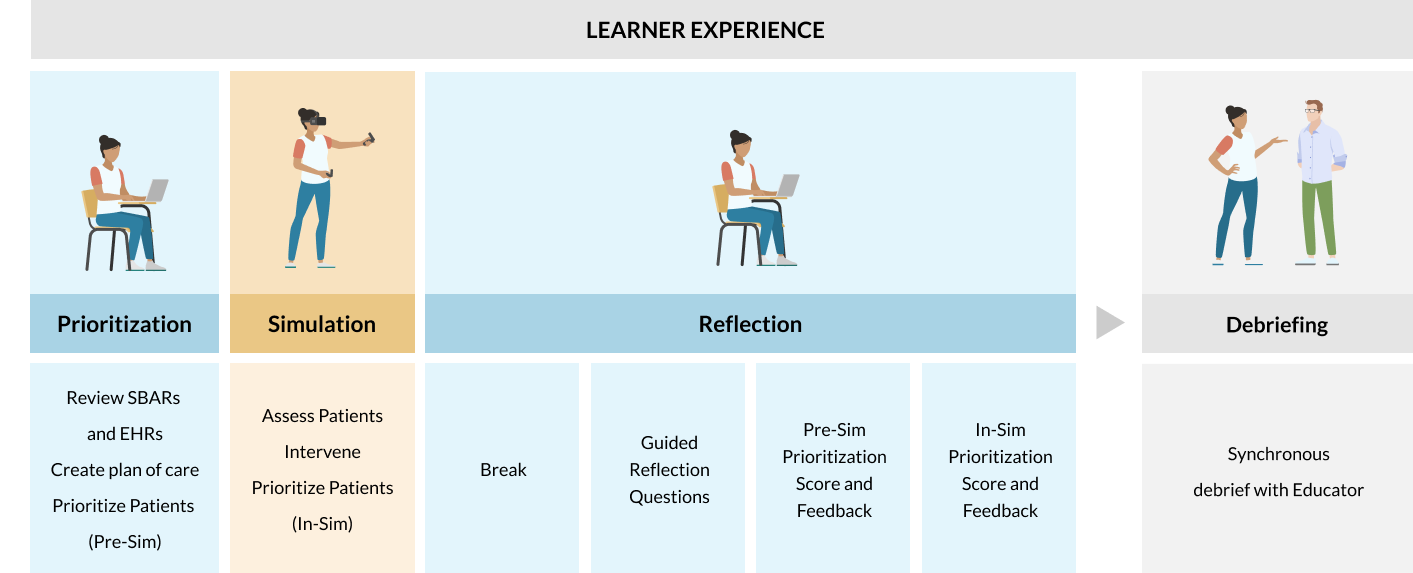 LEARNER EXPERIENCE
Prioritization
Simulation
Reflection
Debriefing
Review SBARs
and EHRs
Create plan of care
Prioritize Patients
(Pre-Sim)
Assess Patients
Intervene
Prioritize Patients
(In-Sim)
Break
Guided
Reflection
Questions
Pre-Sim
Prioritization
Score and
Feedback
In-Sim
Prioritization
Score and
Feedback
Synchronous
debrief with Educator